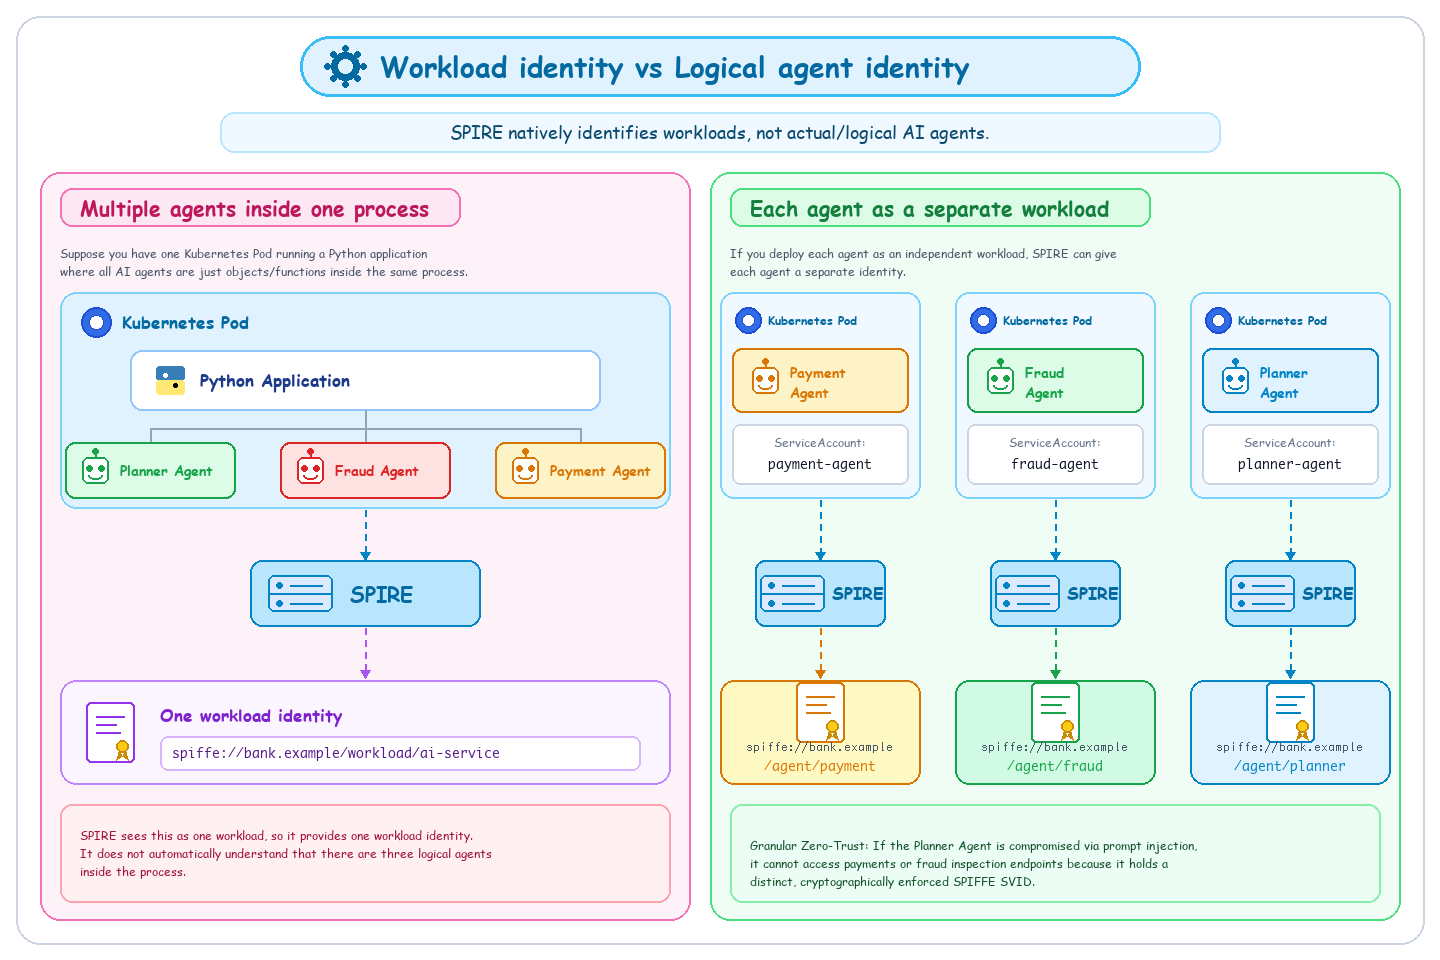 Workload identity vs Logical agent identity
SPIRE natively identifies workloads, not actual/logical AI agents.
Multiple agents inside one process
Suppose you have one Kubernetes Pod running a Python application
where all AI agents are just objects/functions inside the same process.
Kubernetes Pod
Python Application
Planner Agent
Fraud Agent
Payment Agent
SPIRE
One workload identity
spiffe://bank.example/workload/ai-service
SPIRE sees this as one workload, so it provides one workload identity.
It does not automatically understand that there are three logical agents
inside the process.
Each agent as a separate workload
If you deploy each agent as an independent workload, SPIRE can give
each agent a separate identity.
Kubernetes Pod
Payment
Agent
ServiceAccount:
payment-agent
SPIRE
spiffe://bank.example
/agent/payment
Kubernetes Pod
Fraud
Agent
ServiceAccount:
fraud-agent
SPIRE
spiffe://bank.example
/agent/fraud
Kubernetes Pod
Planner
Agent
ServiceAccount:
planner-agent
SPIRE
spiffe://bank.example
/agent/planner
Granular Zero-Trust: If the Planner Agent is compromised via prompt injection,
it cannot access payments or fraud inspection endpoints because it holds a
distinct, cryptographically enforced SPIFFE SVID.